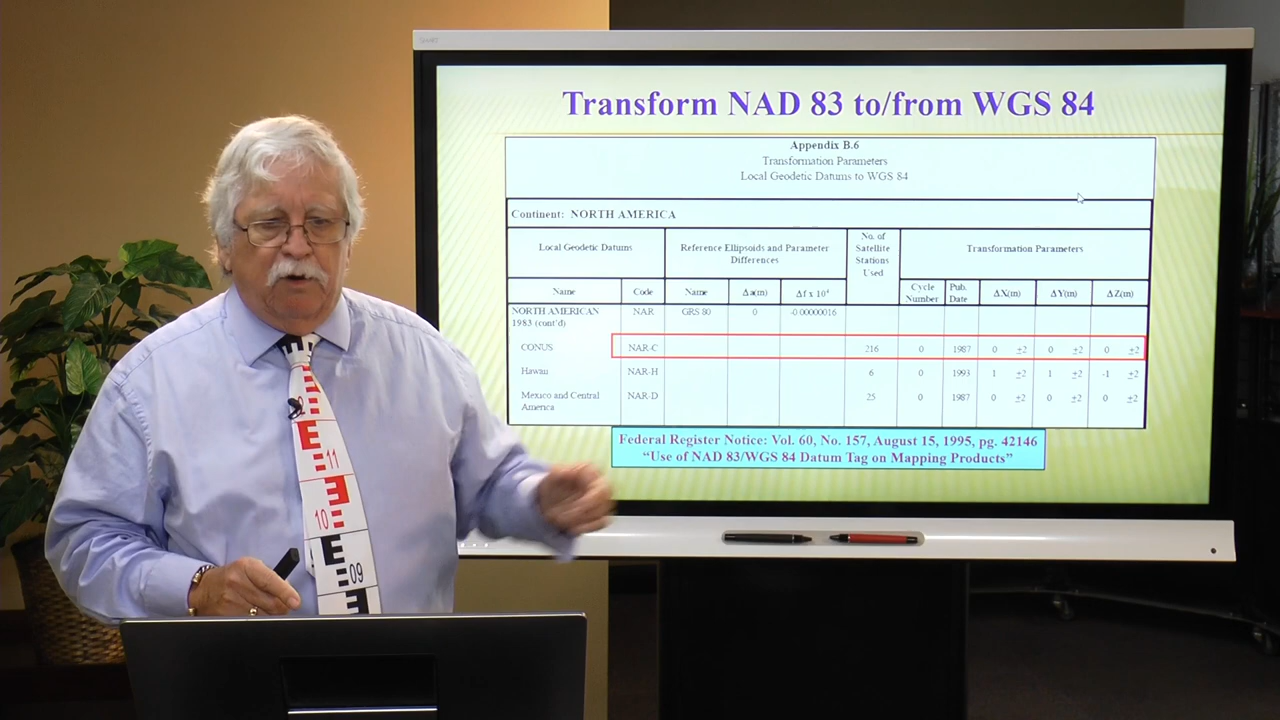 Transform NAD 83 to/from WGS 84
Appendix B.6
Transformation Parameters
Local Geodetic Datums to WGS 84
Continent: NORTH AMERICA
Local Geodetic Datums
Reference Ellipsoids and Parameter
Differences
No. of
Satellite
Stations
Used
Transformation Parameters
Name Code Name Δa(m) Δf x 10⁴ Cycle
Number Pub.
Date ΔX(m) ΔY(m) ΔZ(m)
NORTH AMERICAN
1983 (cont'd) NAR GRS 80 0 -0.00000016
CONUS NAR-C 216 0 1987 0 ±2 0 ±2 0 ±2
Hawaii NAR-H 6 0 1993 1 ±2 1 ±2 -1 ±2
Mexico and Central
America NAR-D 25 0 1987 0 ±2 0 ±2 0 ±2
Federal Register Notice: Vol. 60, No. 157, August 15, 1995, pg. 42146
“Use of NAD 83/WGS 84 Datum Tag on Mapping Products”
E
11
10
E
09